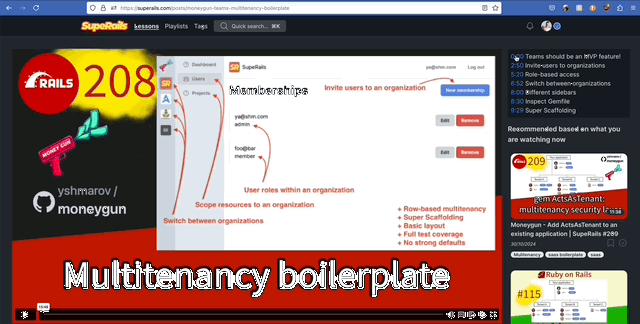 https://superails.com/posts/moneygun-teams-multitenancy-boilerplate
SupeRails
Lessons
Playlists
Tags
Quick search...
⌘K
RAILS
208
MONEY GUN
yshmarov /
moneygun
SR
SupeRails
ya@shm.com
Log out
Dashboard
Users
Projects
Memberships
Invite users to an organization
New membership
ya@shm.com
admin
Edit
Remove
foo@bar
member
Edit
Remove
User roles within an organization
Scope resources to an organization
Switch between organizations
+ Row-based multitenancy
+ Super Scaffolding
+ Basic layout
+ Full test coverage
+ No strong defaults
Multitenancy boilerplate
0:00 Teams should be an MVP feature!
2:50 Invite users to organizations
5:20 Role-based access
6:52 Switch between organizations
8:00 Different sidebars
8:30 Inspect Gemfile
9:29 Super Scaffolding
Recommended based on what you
are watching now
RAILS
209
gem ActsAsTenant:
multitenancy security la
11:38
Moneygun - Add ActsAsTenant to an
existing application | SupeRails #209
30/10/2024
Multitenancy
saas boilerplate
saas
Ruby on Rails
#115